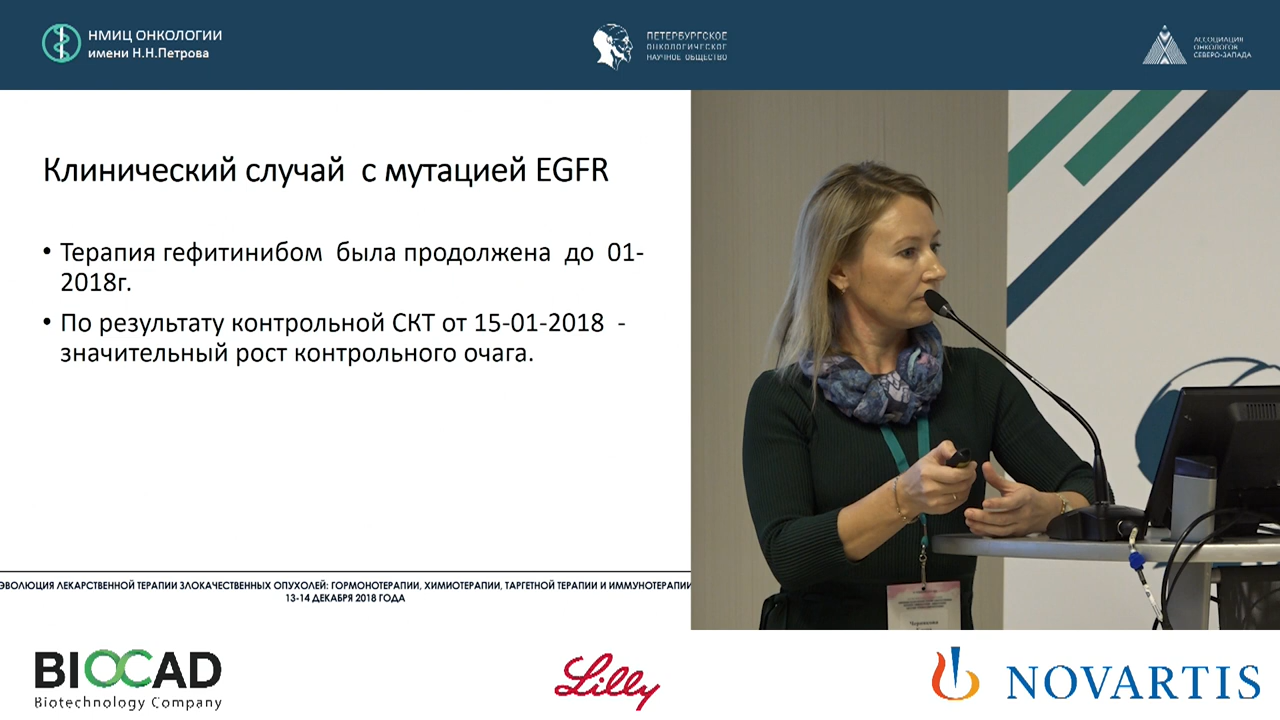 НМИЦ ОНКОЛОГИИ
имени Н.Н.Петрова
ПЕТЕРБУРГСКОЕ
ОНКОЛОГИЧЕСКОЕ
НАУЧНОЕ ОБЩЕСТВО
АССОЦИАЦИЯ
ОНКОЛОГОВ
СЕВЕРО-ЗАПАДА
Клинический случай с мутацией EGFR
• Терапия гефитинибом была продолжена до 01-
2018г.
• По результату контрольной СКТ от 15-01-2018 -
значительный рост контрольного очага.
ЭВОЛЮЦИЯ ЛЕКАРСТВЕННОЙ ТЕРАПИИ ЗЛОКАЧЕСТВЕННЫХ ОПУХОЛЕЙ: ГОРМОНОТЕРАПИИ, ХИМИОТЕРАПИИ, ТАРГЕТНОЙ ТЕРАПИИ И ИММУНОТЕРАПИИ
13-14 ДЕКАБРЯ 2018 ГОДА
BIOCAD
Biotechnology Company
Lilly
NOVARTIS